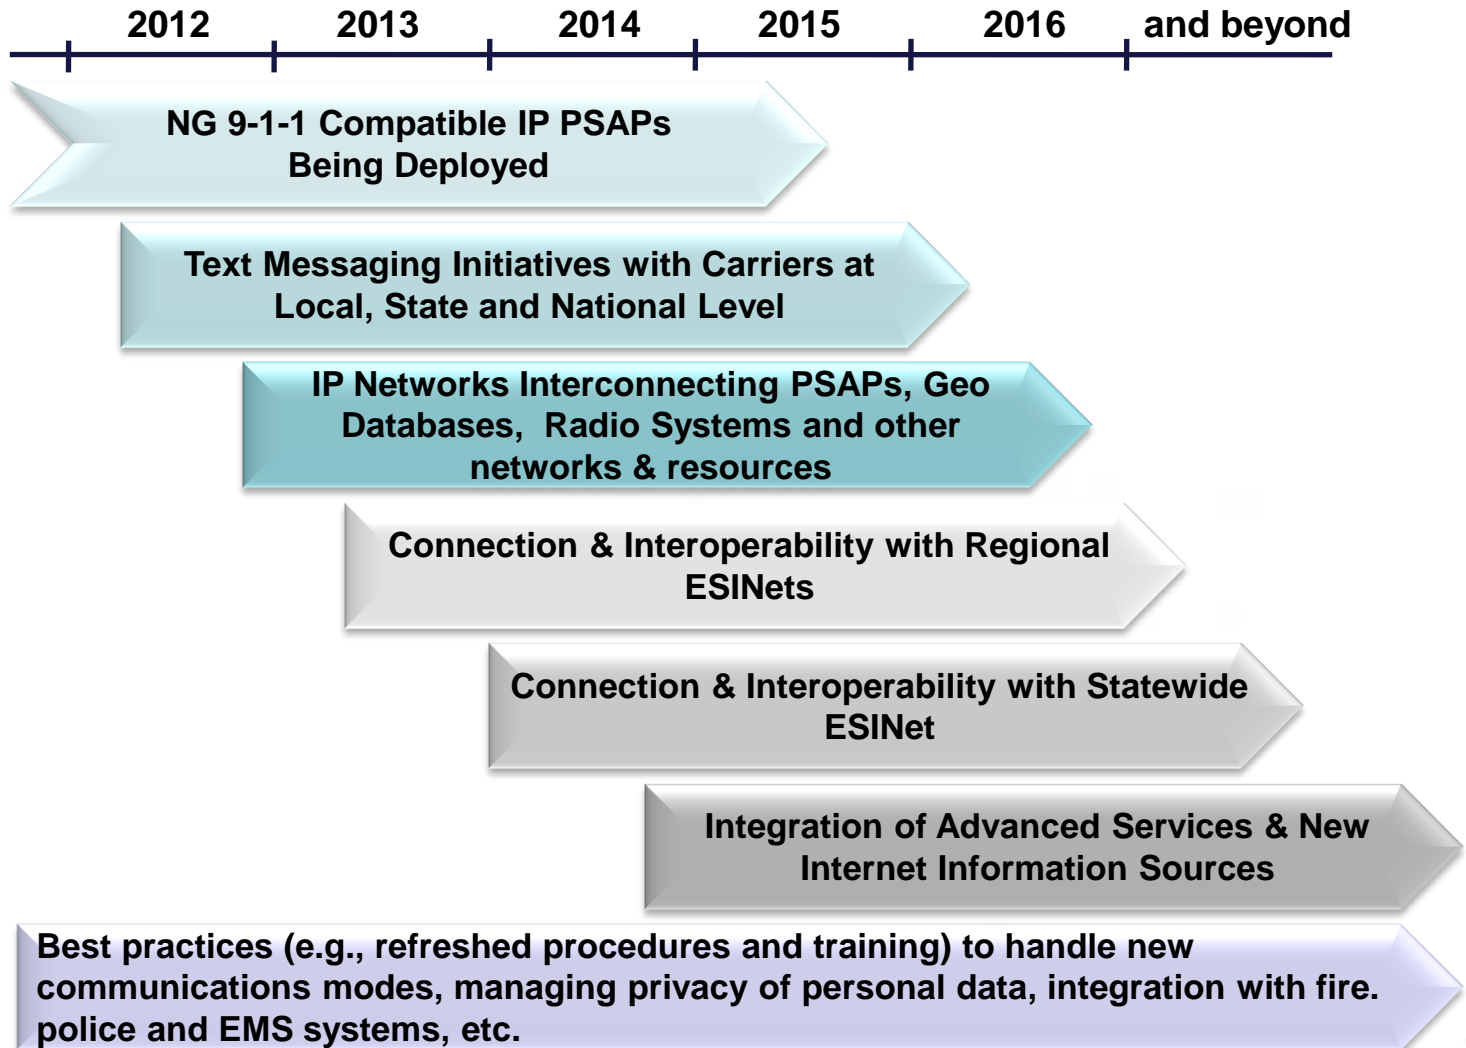 2012 2013 2014 2015 2016 and beyond
NG 9-1-1 Compatible IP PSAPs
Being Deployed
Text Messaging Initiatives with Carriers at
Local, State and National Level
IP Networks Interconnecting PSAPs, Geo
Databases,  Radio Systems and other
networks & resources
Connection & Interoperability with Regional
ESINets
Connection & Interoperability with Statewide
ESINet
Integration of Advanced Services & New
Internet Information Sources
Best practices (e.g., refreshed procedures and training) to handle new
communications modes, managing privacy of personal data, integration with fire.
police and EMS systems, etc.